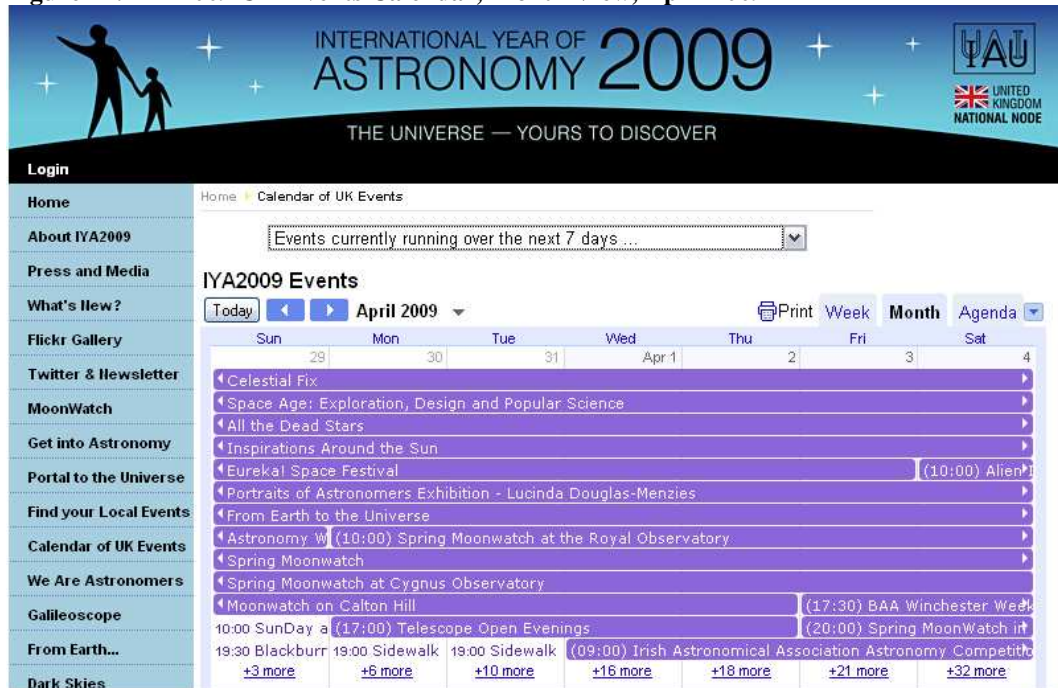 INTERNATIONAL YEAR OF
ASTRONOMY 2009
THE UNIVERSE — YOURS TO DISCOVER
IAU
UNITED
KINGDOM
NATIONAL NODE
Login
Home
About IYA2009
Press and Media
What's New?
Flickr Gallery
Twitter & Newsletter
MoonWatch
Get into Astronomy
Portal to the Universe
Find your Local Events
Calendar of UK Events
We Are Astronomers
Galileoscope
From Earth...
Dark Skies
Home Calendar of UK Events
Events currently running over the next 7 days ...
IYA2009 Events
Today April 2009 Print Week Month Agenda
Sun Mon Tue Wed Thu Fri Sat
29 30 31 Apr 1 2 3 4
Celestial Fix
Space Age: Exploration, Design and Popular Science
All the Dead Stars
Inspirations Around the Sun
Eureka! Space Festival (10:00) Alien
Portraits of Astronomers Exhibition - Lucinda Douglas-Menzies
From Earth to the Universe
Astronomy W (10:00) Spring Moonwatch at the Royal Observatory
Spring Moonwatch
Spring Moonwatch at Cygnus Observatory
Moonwatch on Calton Hill (17:30) BAA Winchester Week
10:00 SunDay a (17:00) Telescope Open Evenings (20:00) Spring MoonWatch in
19:30 Blackburr 19:00 Sidewalk 19:00 Sidewalk (09:00) Irish Astronomical Association Astronomy Competitio
+3 more +6 more +10 more +16 more +18 more +21 more +32 more